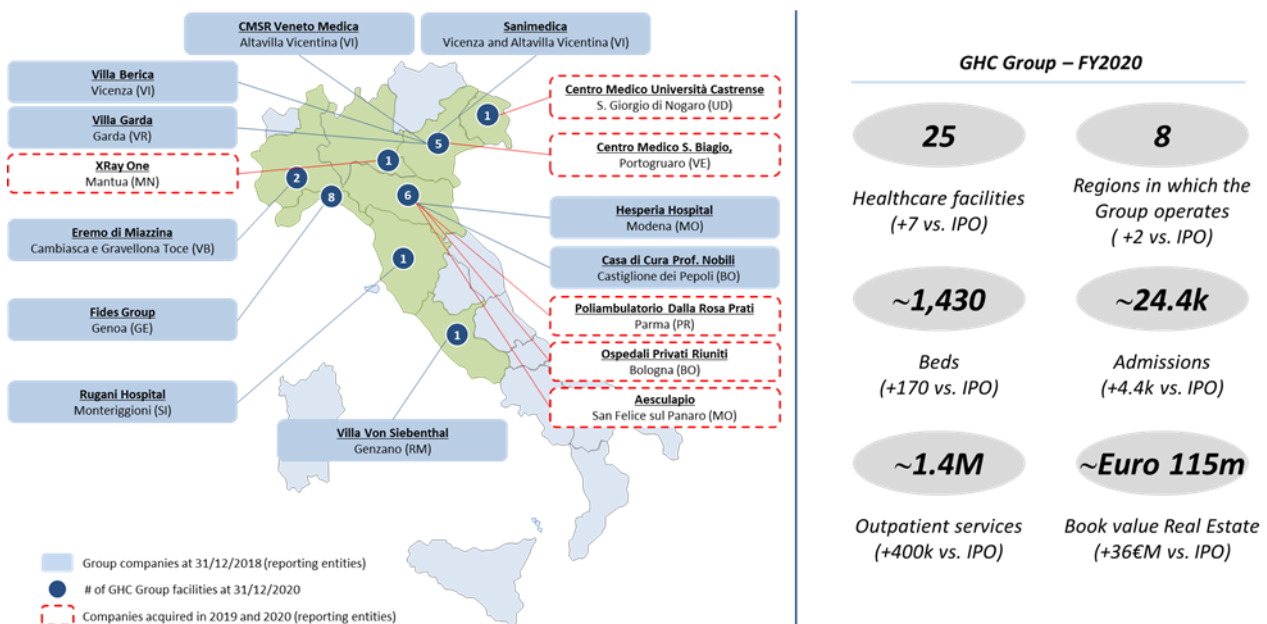 CMSR Veneto Medica
Altavilla Vicentina (VI)
Sanimedica
Vicenza and Altavilla Vicentina (VI)
Villa Berica
Vicenza (VI)
Villa Garda
Garda (VR)
XRay One
Mantua (MN)
Eremo di Miazzina
Cambiasca e Gravellona Toce (VB)
Fides Group
Genoa (GE)
Rugani Hospital
Monteriggioni (SI)
Villa Von Siebenthal
Genzano (RM)
1
5
1
2
8
6
1
1
Centro Medico Università Castrense
S. Giorgio di Nogaro (UD)
Centro Medico S. Biagio,
Portogruaro (VE)
Hesperia Hospital
Modena (MO)
Casa di Cura Prof. Nobili
Castiglione dei Pepoli (BO)
Poliambulatorio Dalla Rosa Prati
Parma (PR)
Ospedali Privati Riuniti
Bologna (BO)
Aesculapio
San Felice sul Panaro (MO)
Group companies at 31/12/2018 (reporting entities)
# of GHC Group facilities at 31/12/2020
Companies acquired in 2019 and 2020 (reporting entities)
GHC Group – FY2020
25
Healthcare facilities
(+7 vs. IPO)
8
Regions in which the
Group operates
( +2 vs. IPO)
~1,430
Beds
(+170 vs. IPO)
~24.4k
Admissions
(+4.4k vs. IPO)
~1.4M
Outpatient services
(+400k vs. IPO)
~Euro 115m
Book value Real Estate
(+36€M vs. IPO)